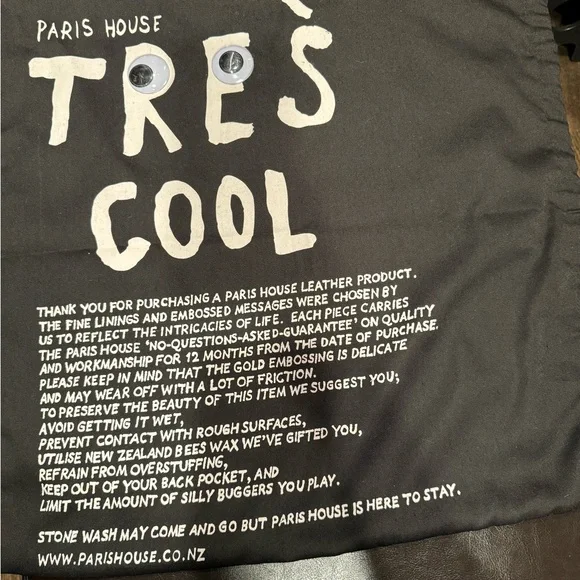 PARIS HOUSE
TRÈS
COOL
THANK YOU FOR PURCHASING A PARIS HOUSE LEATHER PRODUCT.
THE FINE LININGS AND EMBOSSED MESSAGES WERE CHOSEN BY
US TO REFLECT THE INTRICACIES OF LIFE. EACH PIECE CARRIES
THE PARIS HOUSE 'NO-QUESTIONS-ASKED-GUARANTEE' ON QUALITY
AND WORKMANSHIP FOR 12 MONTHS FROM THE DATE OF PURCHASE.
PLEASE KEEP IN MIND THAT THE GOLD EMBOSSING IS DELICATE
AND MAY WEAR OFF WITH A LOT OF FRICTION.
TO PRESERVE THE BEAUTY OF THIS ITEM WE SUGGEST YOU;
AVOID GETTING IT WET,
PREVENT CONTACT WITH ROUGH SURFACES,
UTILISE NEW ZEALAND BEES WAX WE'VE GIFTED YOU,
REFRAIN FROM OVERSTUFFING,
KEEP OUT OF YOUR BACK POCKET, AND
LIMIT THE AMOUNT OF SILLY BUGGERS YOU PLAY.
STONE WASH MAY COME AND GO BUT PARIS HOUSE IS HERE TO STAY.
WWW.PARISHOUSE.CO.NZ